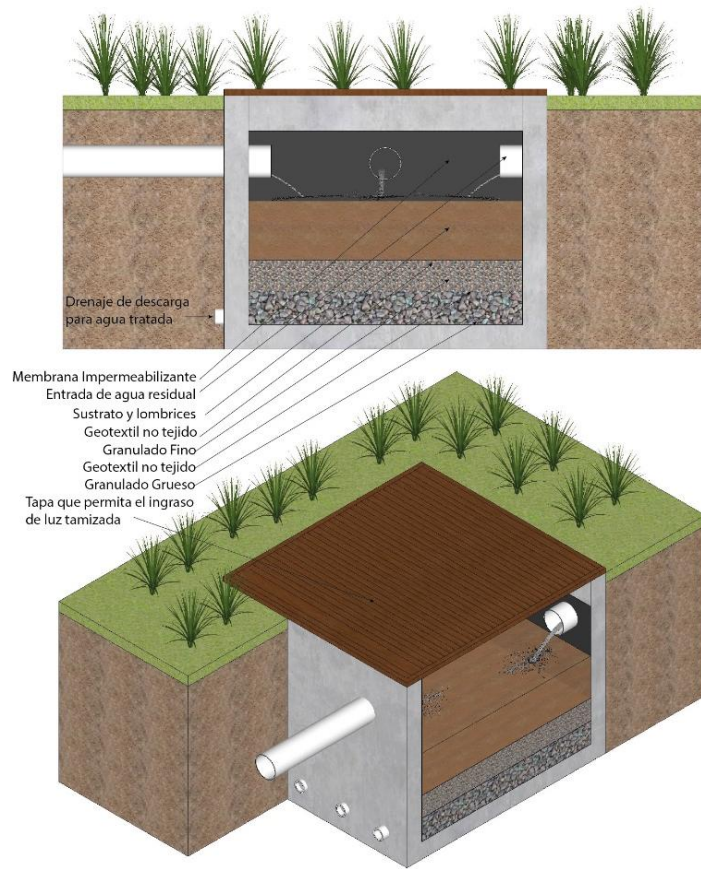 Drenaje de descarga
para agua tratada
Membrana Impermeabilizante
Entrada de agua residual
Sustrato y lombrices
Geotextil no tejido
Granulado Fino
Geotextil no tejido
Granulado Grueso
Tapa que permita el ingraso
de luz tamizada